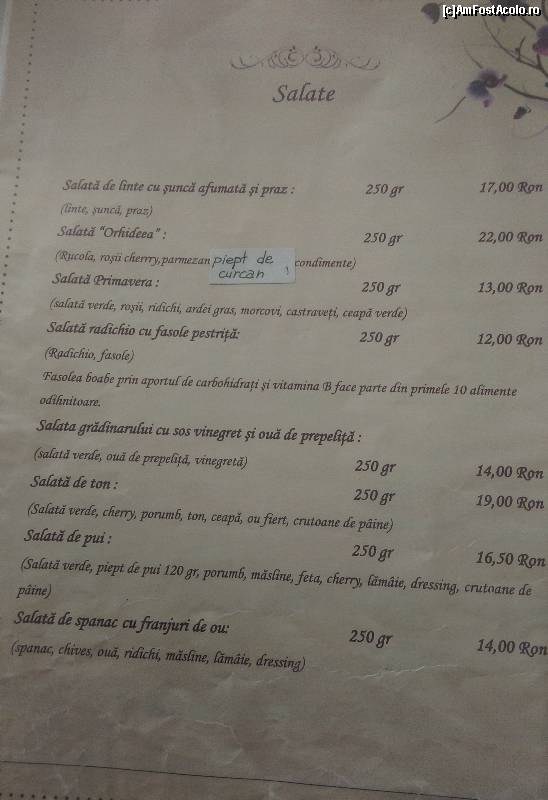 [c]AmFostAcolo.ro
Salate
Salată de linte cu șuncă afumată și praz : 250 gr 17,00 Ron
(linte, șuncă, praz)
Salată "Orhideea" : 250 gr 22,00 Ron
(Rucola, roșii cherrry,parmezan piept de curcan , condimente)
Salată Primavera : 250 gr 13,00 Ron
(salată verde, roșii, ridichi, ardei gras, morcovi, castraveți, ceapă verde)
Salată radichio cu fasole pestriță: 250 gr 12,00 Ron
(Radichio, fasole)
Fasolea boabe prin aportul de carbohidrați și vitamina B face parte din primele 10 alimente
odihnitoare.
Salata grădinarului cu sos vinegret și ouă de prepeliță :
(salată verde, ouă de prepeliță, vinegretă) 250 gr 14,00 Ron
Salată de ton : 250 gr 19,00 Ron
(Salată verde, cherry, porumb, ton, ceapă, ou fiert, crutoane de pâine)
Salată de pui : 250 gr 16,50 Ron
(Salată verde, piept de pui 120 gr, porumb, măsline, feta, cherry, lămâie, dressing, crutoane de
pâine)
Salată de spanac cu franjuri de ou: 250 gr 14,00 Ron
(spanac, chives, ouă, ridichi, măsline, lămâie, dressing)